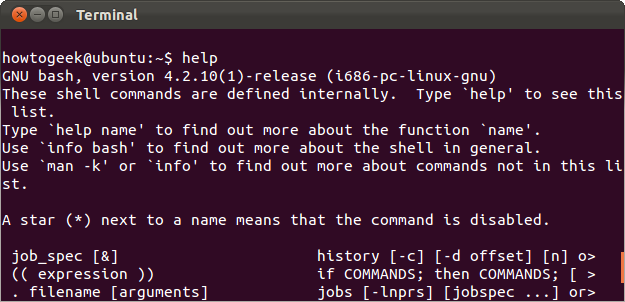 Terminal
howtogeek@ubuntu:~$ help
GNU bash, version 4.2.10(1)-release (i686-pc-linux-gnu)
These shell commands are defined internally.  Type `help' to see this
 list.
Type `help name' to find out more about the function `name'.
Use `info bash' to find out more about the shell in general.
Use `man -k' or `info' to find out more about commands not in this li
st.
A star (*) next to a name means that the command is disabled.
 job_spec [&]                            history [-c] [-d offset] [n] o>
 (( expression ))                        if COMMANDS; then COMMANDS; [ >
 . filename [arguments]                  jobs [-lnprs] [jobspec ...] or>